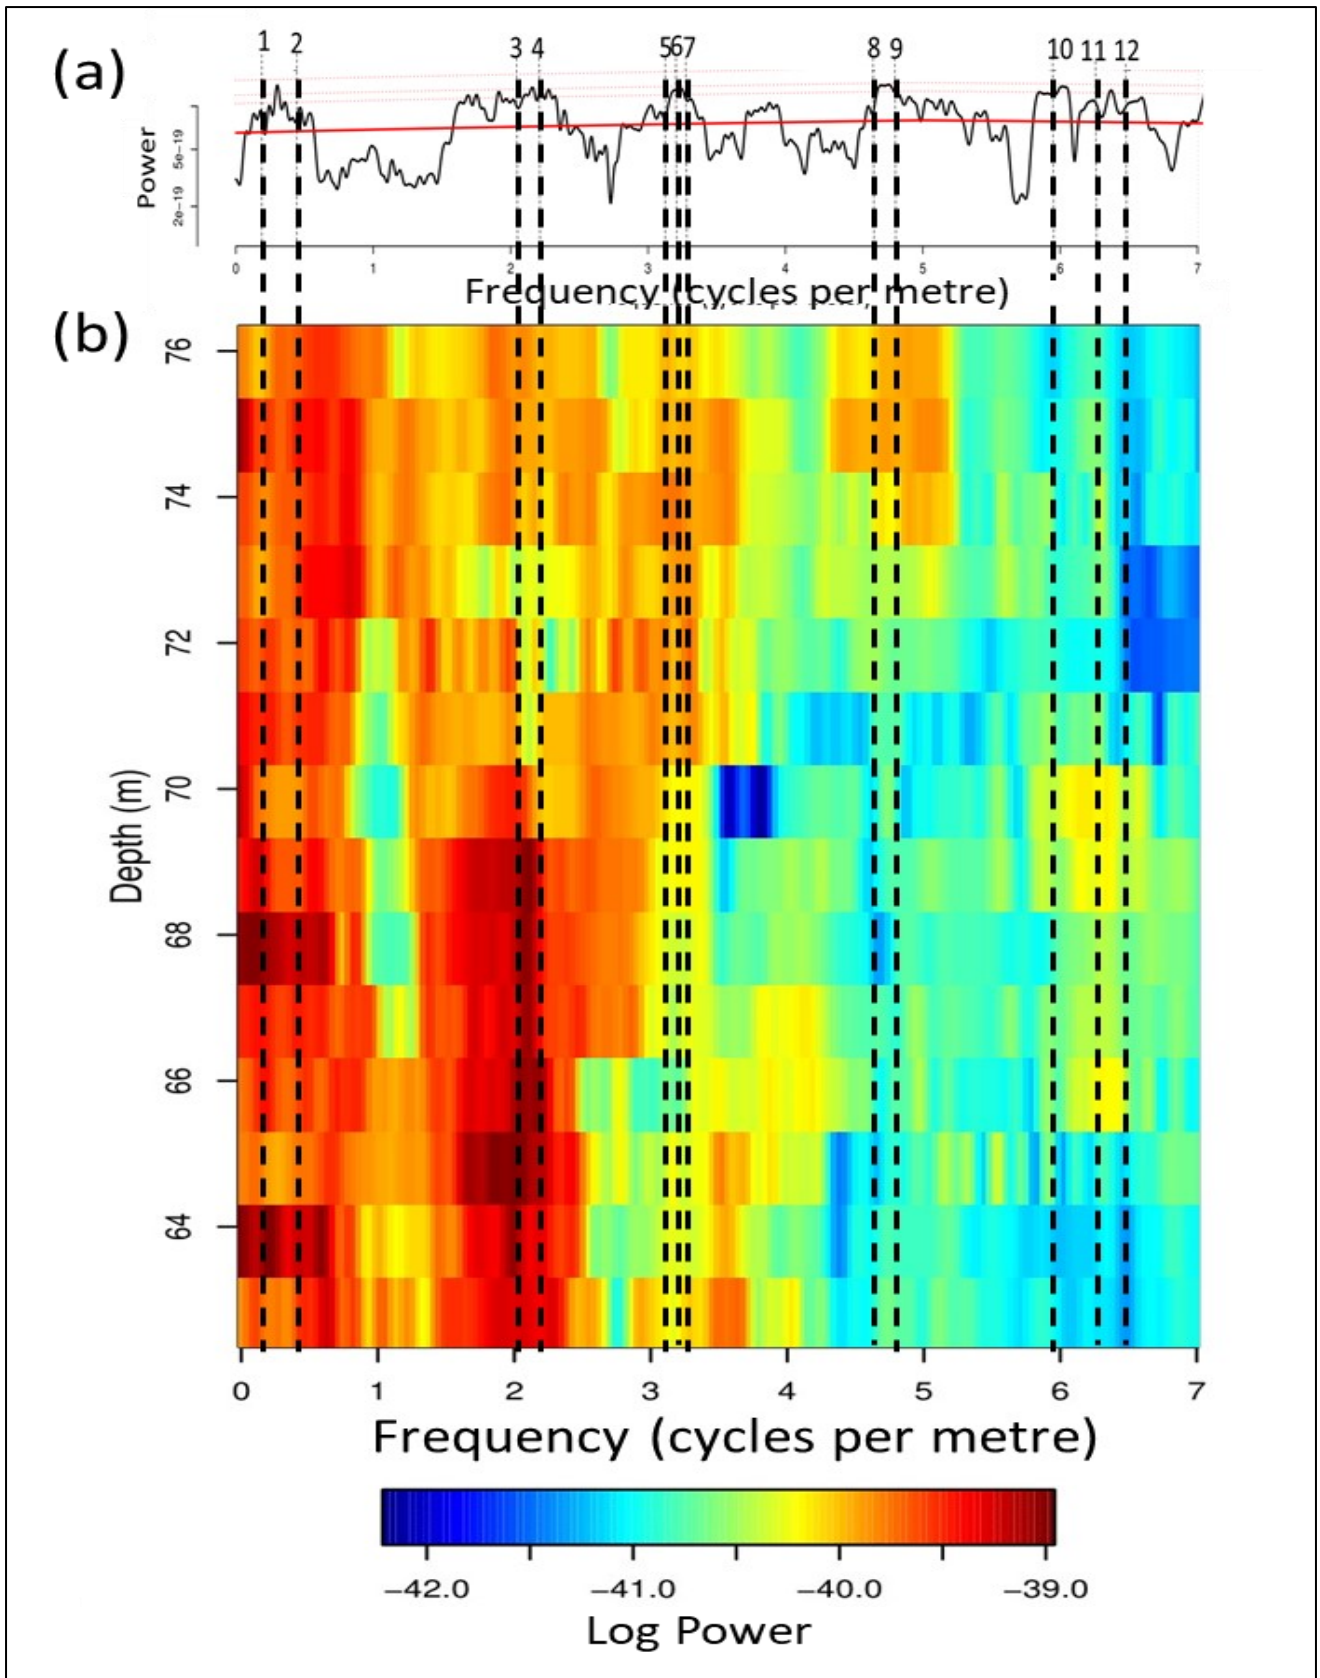 (a)
1 2 3 4 5 6 7 8 9 10 11 12
Power
5e-19
2e-19
0 1 2 3 4 5 6 7
Frequency (cycles per metre)
(b)
76
74
72
70
68
66
64
Depth (m)
0 1 2 3 4 5 6 7
Frequency (cycles per metre)
−42.0 −41.0 −40.0 −39.0
Log Power